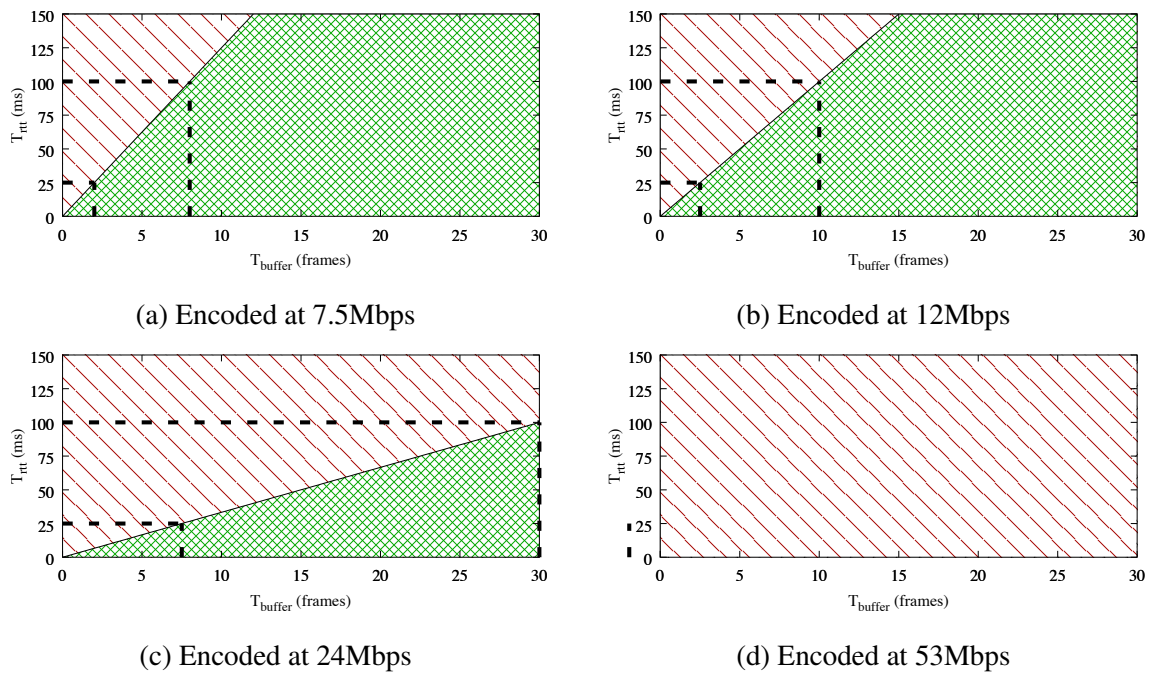 150
125
100
75
50
25
0
T_rtt (ms)
0 5 10 15 20 25 30
T_buffer (frames)
(a) Encoded at 7.5Mbps
150
125
100
75
50
25
0
T_rtt (ms)
0 5 10 15 20 25 30
T_buffer (frames)
(b) Encoded at 12Mbps
150
125
100
75
50
25
0
T_rtt (ms)
0 5 10 15 20 25 30
T_buffer (frames)
(c) Encoded at 24Mbps
150
125
100
75
50
25
0
T_rtt (ms)
0 5 10 15 20 25 30
T_buffer (frames)
(d) Encoded at 53Mbps